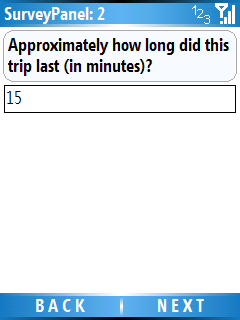 SurveyPanel: 2
123
Approximately how long did this
trip last (in minutes)?
15
BACK
NEXT